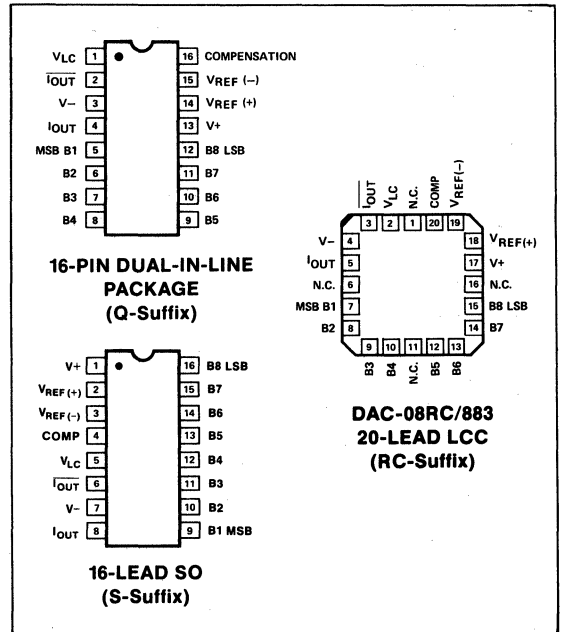 VLC 1 16 COMPENSATION
IOUT 2 15 VREF (−)
V− 3 14 VREF (+)
IOUT 4 13 V+
MSB B1 5 12 B8 LSB
B2 6 11 B7
B3 7 10 B6
B4 8 9 B5
16-PIN DUAL-IN-LINE
PACKAGE
(Q-Suffix)
V+ 1 16 B8 LSB
VREF(+) 2 15 B7
VREF(−) 3 14 B6
COMP 4 13 B5
VLC 5 12 B4
IOUT 6 11 B3
V− 7 10 B2
IOUT 8 9 B1 MSB
16-LEAD SO
(S-Suffix)
IOUT VLC N.C. COMP VREF(−)
3 2 1 20 19
V− 4 18 VREF(+)
IOUT 5 17 V+
N.C. 6 16 N.C.
MSB B1 7 15 B8 LSB
B2 8 14 B7
9 10 11 12 13
B3 B4 N.C. B5 B6
DAC-08RC/883
20-LEAD LCC
(RC-Suffix)